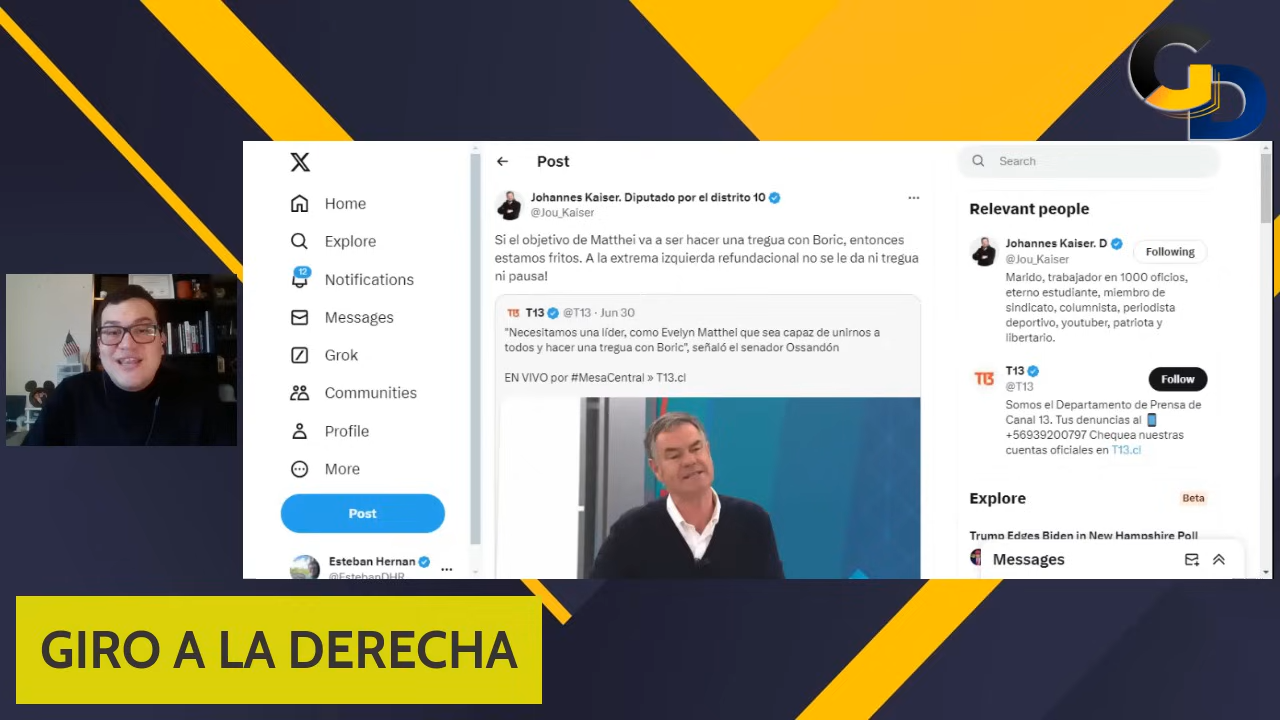 GD
X
Home
Explore
12
Notifications
Messages
Grok
Communities
Profile
More
Post
Esteban Hernan
@EstebanDHR
Post
Johannes Kaiser. Diputado por el distrito 10
@Jou_Kaiser
Si el objetivo de Matthei va a ser hacer una tregua con Boric, entonces
estamos fritos. A la extrema izquierda refundacional no se le da ni tregua
ni pausa!
T13 T13 @T13 · Jun 30
"Necesitamos una líder, como Evelyn Matthei que sea capaz de unirnos a
todos y hacer una tregua con Boric", señaló el senador Ossandón
EN VIVO por #MesaCentral » T13.cl
Search
Relevant people
Johannes Kaiser. D
@Jou_Kaiser
Following
Marido, trabajador en 1000 oficios,
eterno estudiante, miembro de
sindicato, columnista, periodista
deportivo, youtuber, patriota y
libertario.
T13
T13
@T13
Follow
Somos el Departamento de Prensa de
Canal 13. Tus denuncias al
+56939200797 Chequea nuestras
cuentas oficiales en T13.cl
Explore
Beta
Trump Edges Biden in New Hampshire Poll
Messages
GIRO A LA DERECHA